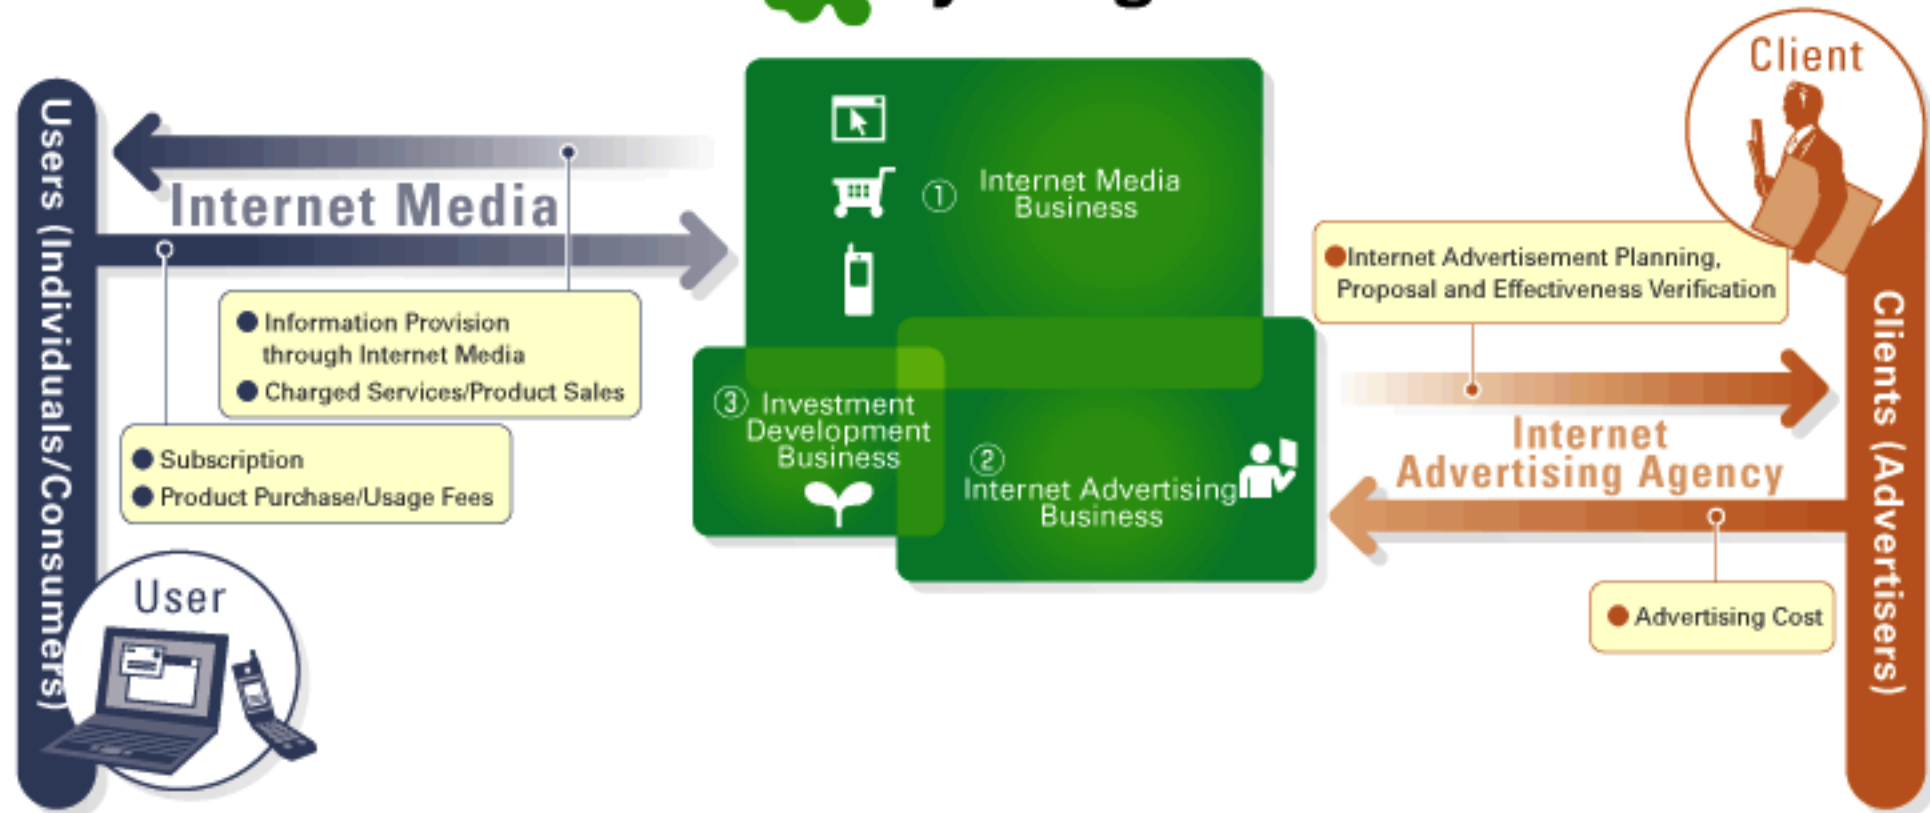 Client
Users (Individuals/Consumers)
Internet Media
① Internet Media
Business
●Internet Advertisement Planning,
Proposal and Effectiveness Verification
Clients (Advertisers)
● Information Provision
through Internet Media
● Charged Services/Product Sales
③ Investment
Development
Business
②
Internet Advertising
Business
Internet
Advertising Agency
● Subscription
● Product Purchase/Usage Fees
User
● Advertising Cost